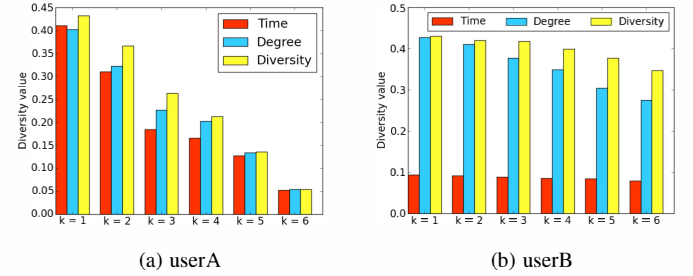 0.45
0.40
0.35
0.30
0.25
0.20
0.15
0.10
0.05
0.00
Diversity value
Time
Degree
Diversity
k = 1 k = 2 k = 3 k = 4 k = 5 k = 6
(a) userA
0.5
0.4
0.3
0.2
0.1
0.0
Diversity value
Time Degree Diversity
k = 1 k = 2 k = 3 k = 4 k = 5 k = 6
(b) userB